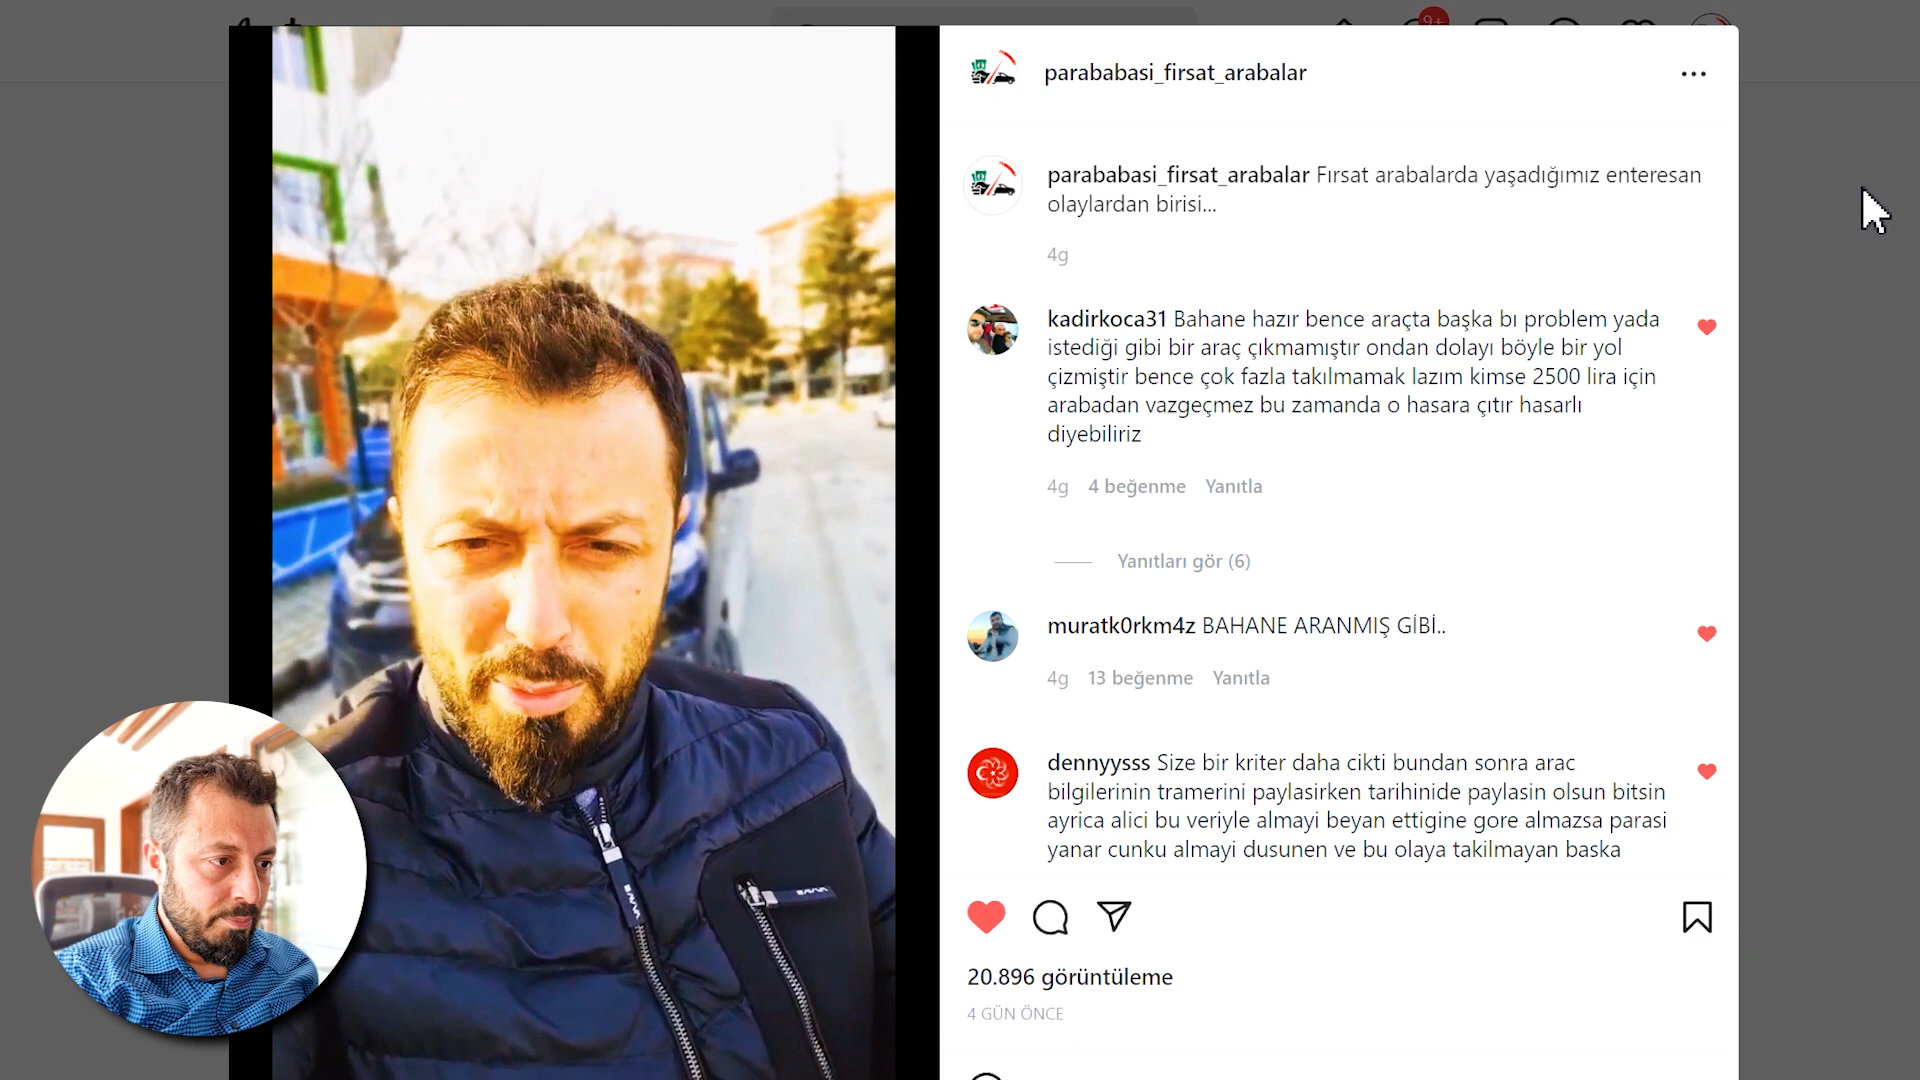 9+
parababasi_firsat_arabalar
parababasi_firsat_arabalar Fırsat arabalarda yaşadığımız enteresan
olaylardan birisi...
4g
kadirkoca31 Bahane hazır bence araçta başka bı problem yada
istediği gibi bir araç çıkmamıştır ondan dolayı böyle bir yol
çizmiştir bence çok fazla takılmamak lazım kimse 2500 lira için
arabadan vazgeçmez bu zamanda o hasara çıtır hasarlı
diyebiliriz
4g 4 beğenme Yanıtla
Yanıtları gör (6)
muratk0rkm4z BAHANE ARANMIŞ GİBİ..
4g 13 beğenme Yanıtla
dennyysss Size bir kriter daha cikti bundan sonra arac
bilgilerinin tramerini paylasirken tarihinide paylasin olsun bitsin
ayrica alici bu veriyle almayi beyan ettigine gore almazsa parasi
yanar cunku almayi dusunen ve bu olaya takilmayan baska
20.896 görüntüleme
4 GÜN ÖNCE